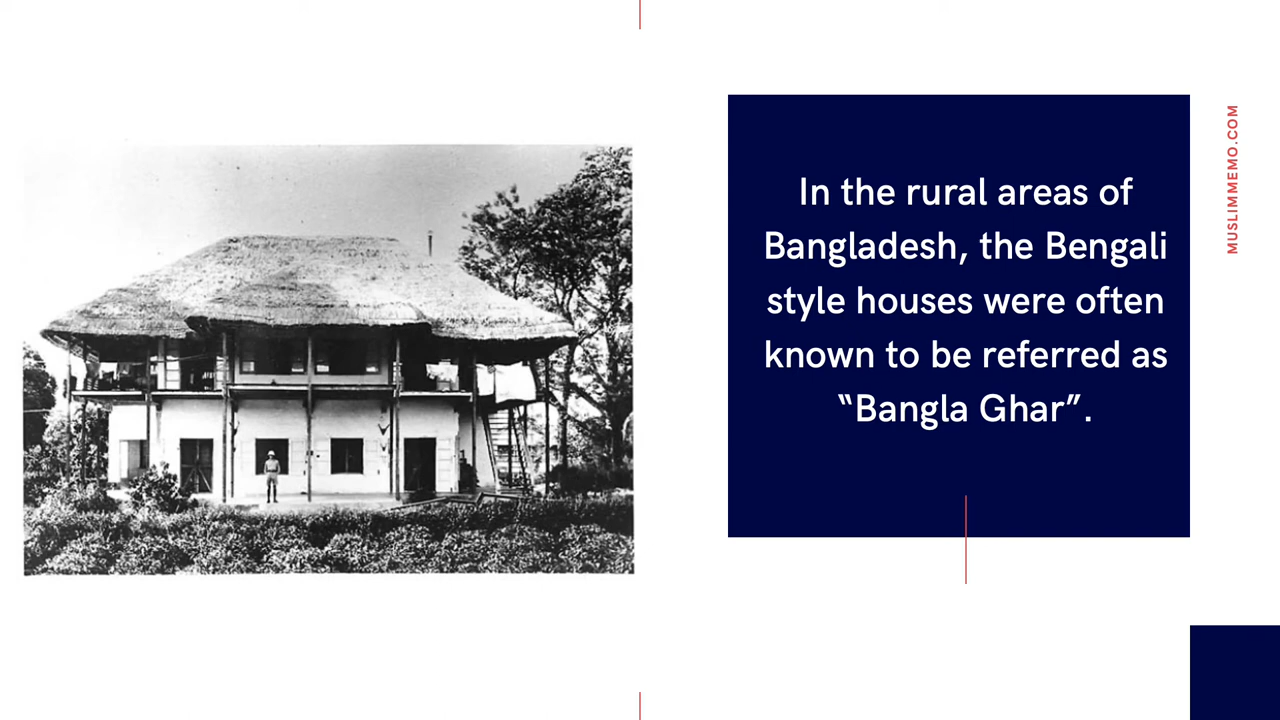 In the rural areas of
Bangladesh, the Bengali
style houses were often
known to be referred as
“Bangla Ghar”.
MUSLIMMEMO.COM